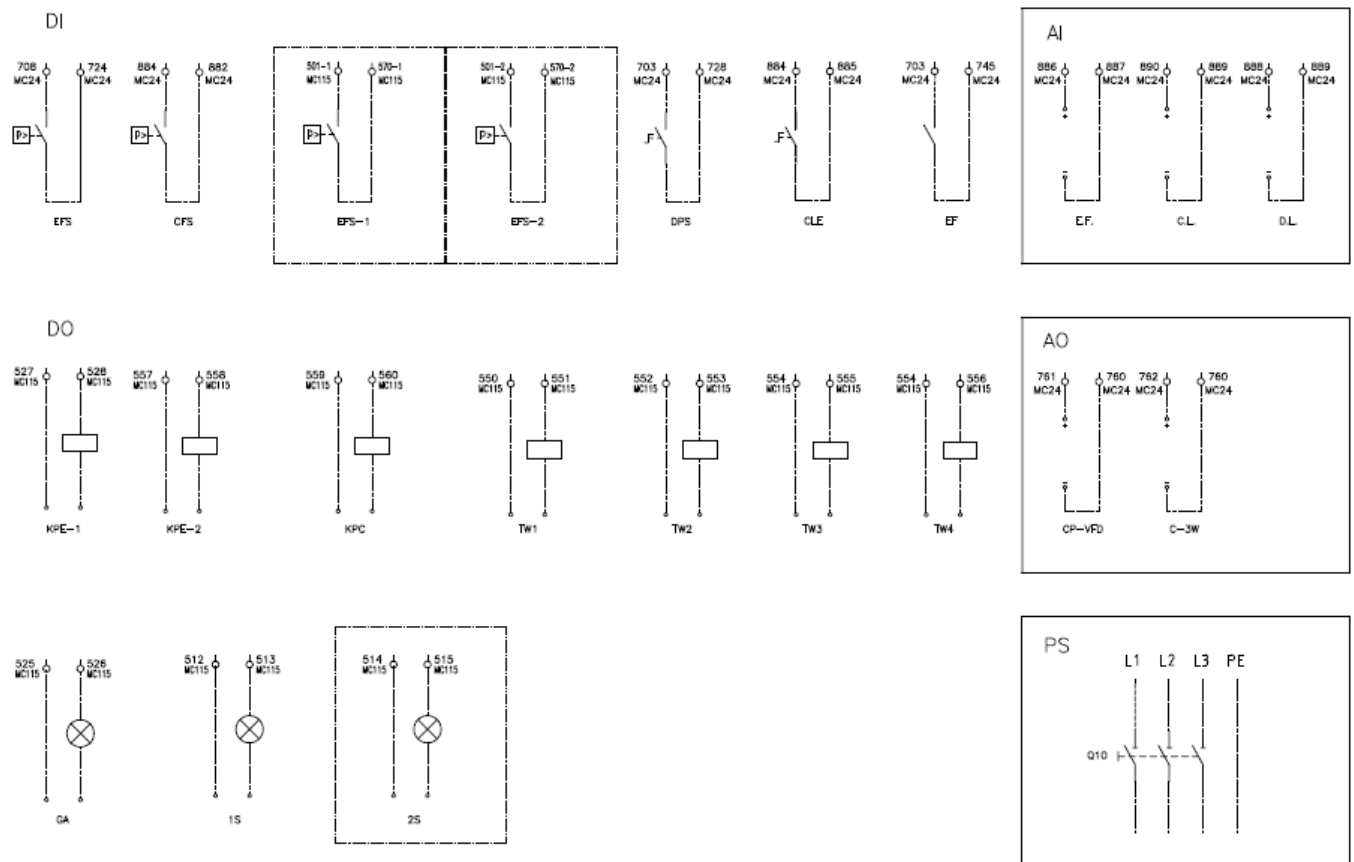 DI
708 724 884 882 501-1 570-1 501-2 570-2 703 728 884 885 703 745
MC24 MC24 MC24 MC24 MC115 MC115 MC115 MC115 MC24 MC24 MC24 MC24 MC24 MC24
P> P> P> P> F F
EFS CFS EFS-1 EFS-2 DPS CLE EF
AI
886 887 890 889 888 889
MC24 MC24 MC24 MC24 MC24 MC24
+ + +
- - -
E.F. C.L. D.L.
DO
527 528 557 558 559 560 550 551 552 553 554 555 554 556
MC115 MC115 MC115 MC115 MC115 MC115 MC115 MC115 MC115 MC115 MC115 MC115 MC115 MC115
KPE-1 KPE-2 KPC TW1 TW2 TW3 TW4
AO
761 760 762 760
MC24 MC24 MC24 MC24
+ +
- -
CP-VFD C-3W
525 526 512 513 514 515
MC115 MC115 MC115 MC115 MC115 MC115
GA 1S 2S
PS
L1 L2 L3 PE
Q10